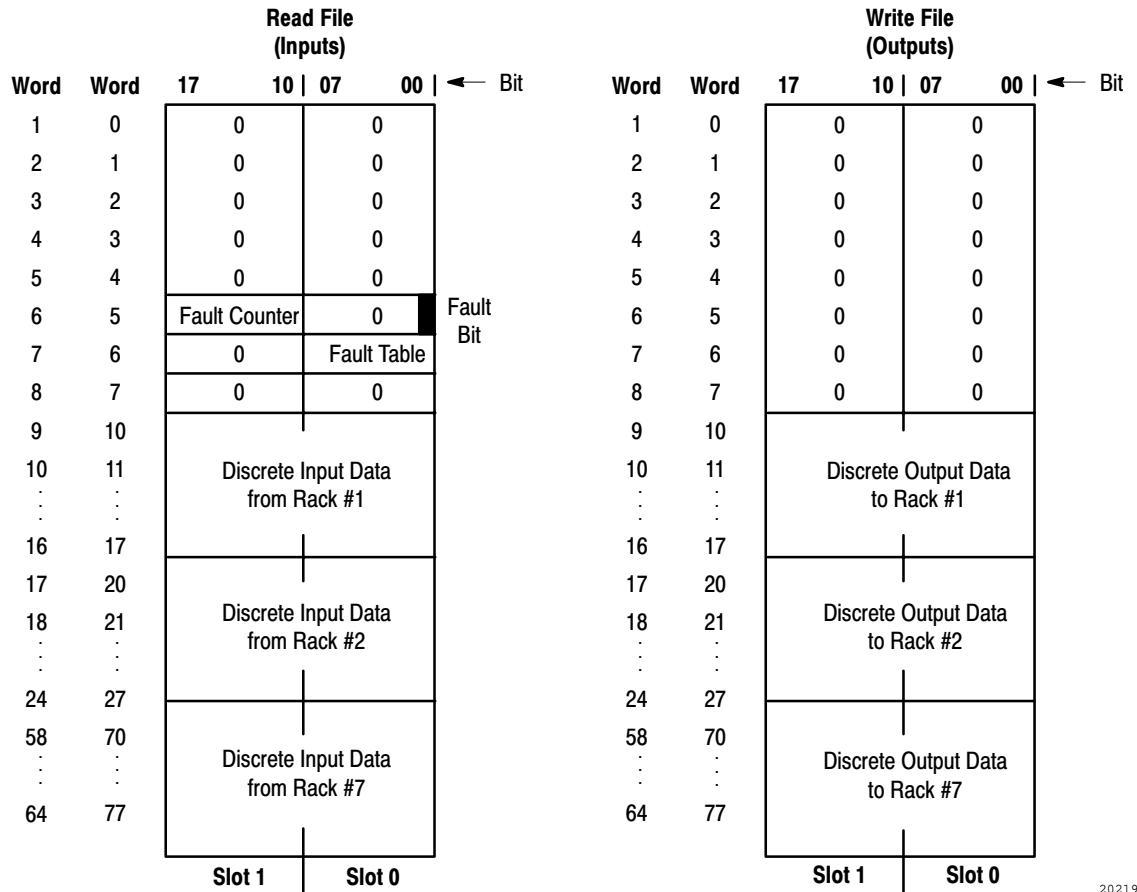 Read File
(Inputs)
Word Word 17 10 | 07 00 | Bit
1 0 0 0
2 1 0 0
3 2 0 0
4 3 0 0
5 4 0 0
6 5 Fault Counter 0 Fault Bit
7 6 0 Fault Table
8 7 0 0
9 10
10 11 Discrete Input Data
from Rack #1
16 17
17 20
18 21 Discrete Input Data
from Rack #2
24 27
58 70
Discrete Input Data
from Rack #7
64 77
Slot 1 Slot 0
Write File
(Outputs)
Word Word 17 10 | 07 00 | Bit
1 0 0 0
2 1 0 0
3 2 0 0
4 3 0 0
5 4 0 0
6 5 0 0
7 6 0 0
8 7 0 0
9 10
10 11 Discrete Output Data
to Rack #1
16 17
17 20
18 21 Discrete Output Data
to Rack #2
24 27
58 70
Discrete Output Data
to Rack #7
64 77
Slot 1 Slot 0
20219